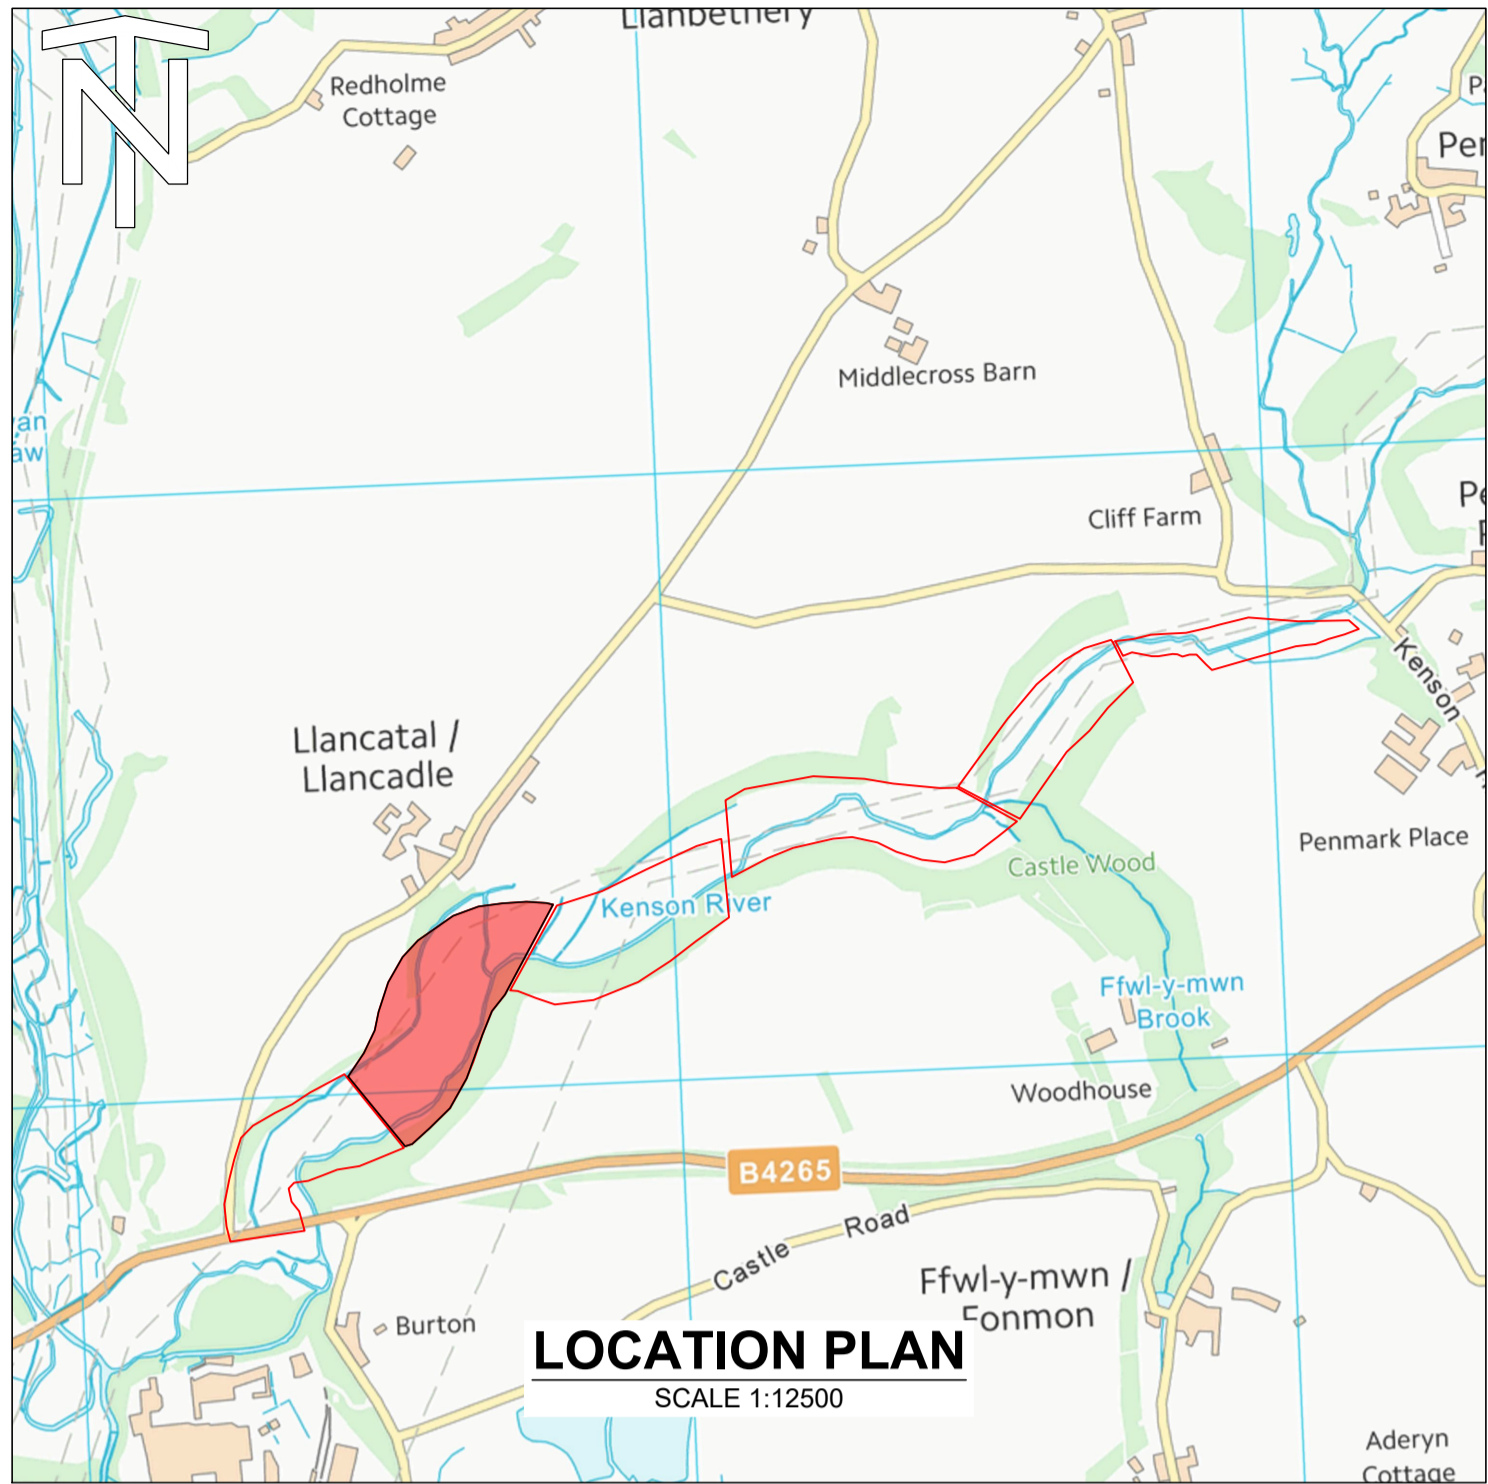 Llanbethery
N
Redholme
Cottage
Middlecross Barn
Cliff Farm
Kenson
Llancatal /
Llancadle
Penmark Place
Castle Wood
Kenson River
Ffwl-y-mwn
Brook
Woodhouse
B4265
Castle Road
Ffwl-y-mwn /
Fonmon
Burton
LOCATION PLAN
SCALE 1:12500
Aderyn
Cottage